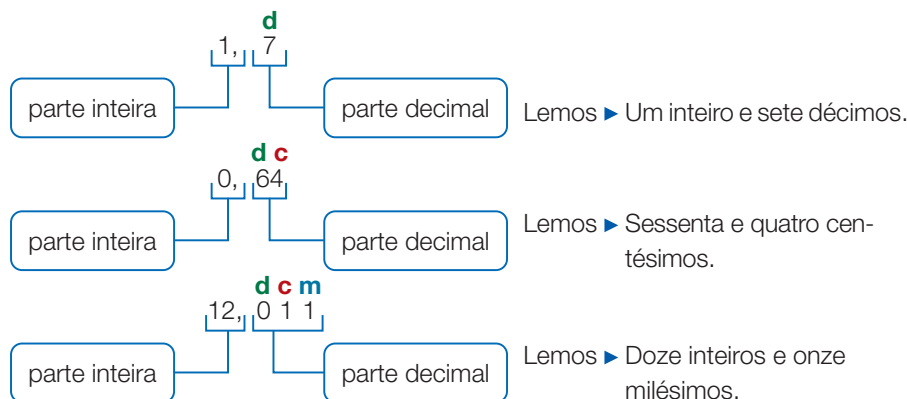 d
1, 7
parte inteira
parte decimal
Lemos ► Um inteiro e sete décimos.
d c
0, 64
parte inteira
parte decimal
Lemos ► Sessenta e quatro cen-
tésimos.
d c m
12, 0 1 1
parte inteira
parte decimal
Lemos ► Doze inteiros e onze
milésimos.